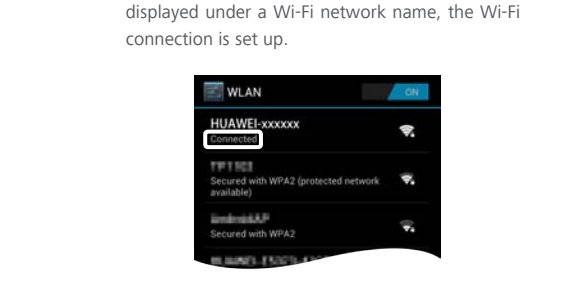 displayed under a Wi-Fi network name, the Wi-Fi
connection is set up.
WLAN
ON
HUAWEI-xxxxxx
Connected
Secured with WPA2 (protected network
available)
Secured with WPA2